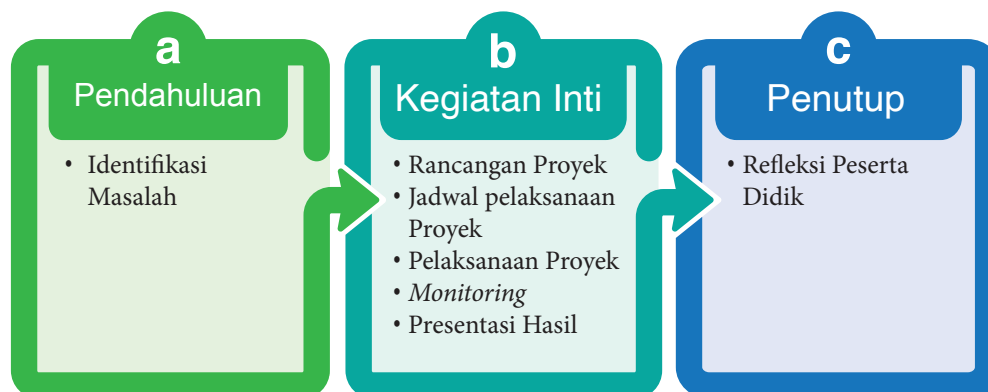 a
Pendahuluan
• Identifikasi
Masalah
b
Kegiatan Inti
• Rancangan Proyek
• Jadwal pelaksanaan
Proyek
• Pelaksanaan Proyek
• Monitoring
• Presentasi Hasil
c
Penutup
• Refleksi Peserta
Didik